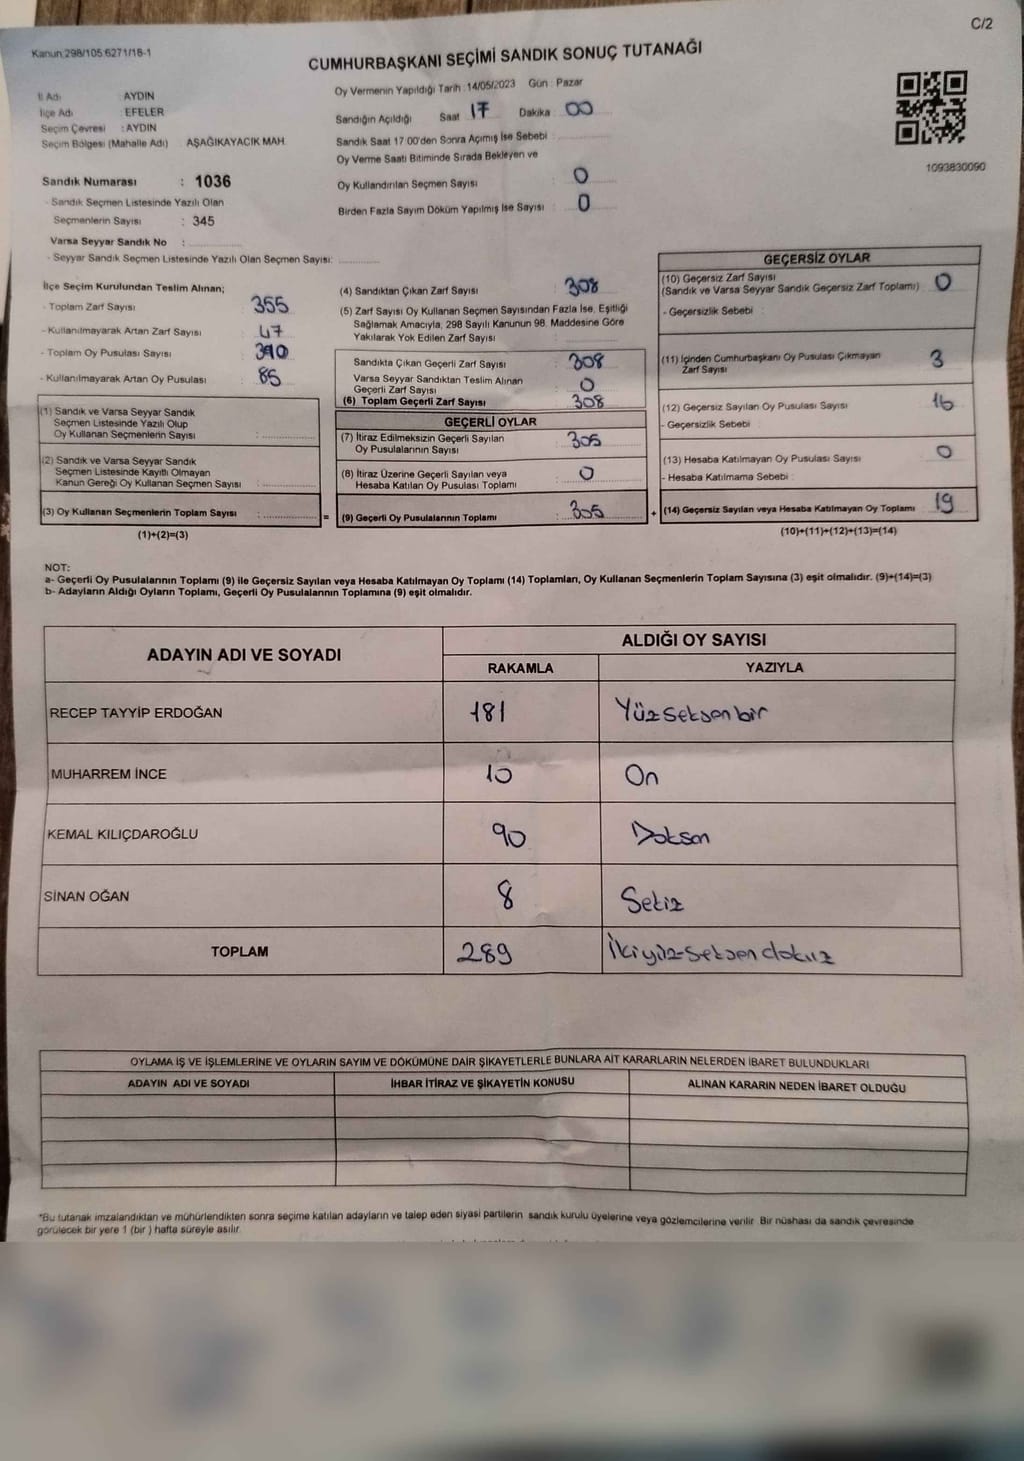 C/2
Kanun 298/105 6271/16-1
CUMHURBAŞKANI SEÇİMİ SANDIK SONUÇ TUTANAĞI
İl Adı : AYDIN
İlçe Adı : EFELER
Seçim Çevresi : AYDIN
Seçim Bölgesi (Mahalle Adı) AŞAĞIKAYACIK MAH.
Sandık Numarası : 1036
- Sandık Seçmen Listesinde Yazılı Olan
Seçmenlerin Sayısı : 345
Varsa Seyyar Sandık No :
- Seyyar Sandık Seçmen Listesinde Yazılı Olan Seçmen Sayısı:
Oy Vermenin Yapıldığı Tarih : 14/05/2023 Gün : Pazar
Sandığın Açıldığı Saat 17 Dakika 00
Sandık Saat 17:00'den Sonra Açımış İse Sebebi :
Oy Verme Saati Bitiminde Sırada Bekleyen ve
Oy Kullandırılan Seçmen Sayısı : 0
Birden Fazla Sayım Döküm Yapılmış İse Sayısı : 0
1093830090
İlçe Seçim Kurulundan Teslim Alınan;
- Toplam Zarf Sayısı : 355
- Kullanılmayarak Artan Zarf Sayısı : 47
- Toplam Oy Pusulası Sayısı : 390
- Kullanılmayarak Artan Oy Pusulası : 85
(1) Sandık ve Varsa Seyyar Sandık
Seçmen Listesinde Yazılı Olup
Oy Kullanan Seçmenlerin Sayısı :
(2) Sandık ve Varsa Seyyar Sandık
Seçmen Listesinde Kayıtlı Olmayan
Kanun Gereği Oy Kullanan Seçmen Sayısı :
(3) Oy Kullanan Seçmenlerin Toplam Sayısı :
(1)+(2)=(3)
(4) Sandıktan Çıkan Zarf Sayısı : 308
(5) Zarf Sayısı Oy Kullanan Seçmen Sayısından Fazla İse, Eşitliği
Sağlamak Amacıyla, 298 Sayılı Kanunun 98. Maddesine Göre
Yakılarak Yok Edilen Zarf Sayısı :
Sandıkta Çıkan Geçerli Zarf Sayısı : 308
Varsa Seyyar Sandıktan Teslim Alınan
Geçerli Zarf Sayısı : 0
(6) Toplam Geçerli Zarf Sayısı : 308
GEÇERLİ OYLAR
(7) İtiraz Edilmeksizin Geçerli Sayılan
Oy Pusulalarının Sayısı : 305
(8) İtiraz Üzerine Geçerli Sayılan veya
Hesaba Katılan Oy Pusulası Toplamı : 0
= (9) Geçerli Oy Pusulalarının Toplamı : 305
GEÇERSİZ OYLAR
(10) Geçersiz Zarf Sayısı
(Sandık ve Varsa Seyyar Sandık Geçersiz Zarf Toplamı) : 0
- Geçersizlik Sebebi :
(11) İçinden Cumhurbaşkanı Oy Pusulası Çıkmayan
Zarf Sayısı 3
(12) Geçersiz Sayılan Oy Pusulası Sayısı : 16
- Geçersizlik Sebebi :
(13) Hesaba Katılmayan Oy Pusulası Sayısı : 0
- Hesaba Katılmama Sebebi :
+ (14) Geçersiz Sayılan veya Hesaba Katılmayan Oy Toplamı : 19
(10)+(11)+(12)+(13)=(14)
NOT:
a- Geçerli Oy Pusulalarının Toplamı (9) ile Geçersiz Sayılan veya Hesaba Katılmayan Oy Toplamı (14) Toplamları, Oy Kullanan Seçmenlerin Toplam Sayısına (3) eşit olmalıdır. (9)+(14)=(3)
b- Adayların Aldığı Oyların Toplamı, Geçerli Oy Pusulalarının Toplamına (9) eşit olmalıdır.
ADAYIN ADI VE SOYADI ALDIĞI OY SAYISI
RAKAMLA YAZIYLA
RECEP TAYYİP ERDOĞAN 181 Yüzseksenbir
MUHARREM İNCE 10 On
KEMAL KILIÇDAROĞLU 90 Doksan
SİNAN OĞAN 8 Sekiz
TOPLAM 289 İkiyüz-seksendokuz
OYLAMA İŞ VE İŞLEMLERİNE VE OYLARIN SAYIM VE DÖKÜMÜNE DAİR ŞİKAYETLERLE BUNLARA AİT KARARLARIN NELERDEN İBARET BULUNDUKLARI
ADAYIN ADI VE SOYADI İHBAR İTİRAZ VE ŞİKAYETİN KONUSU ALINAN KARARIN NEDEN İBARET OLDUĞU
*Bu tutanak imzalandıktan ve mühürlendikten sonra seçime katılan adayların ve talep eden siyasi partilerin sandık kurulu üyelerine veya gözlemcilerine verilir. Bir nüshası da sandık çevresinde
görülecek bir yere 1 (bir ) hafta süreyle asılır.